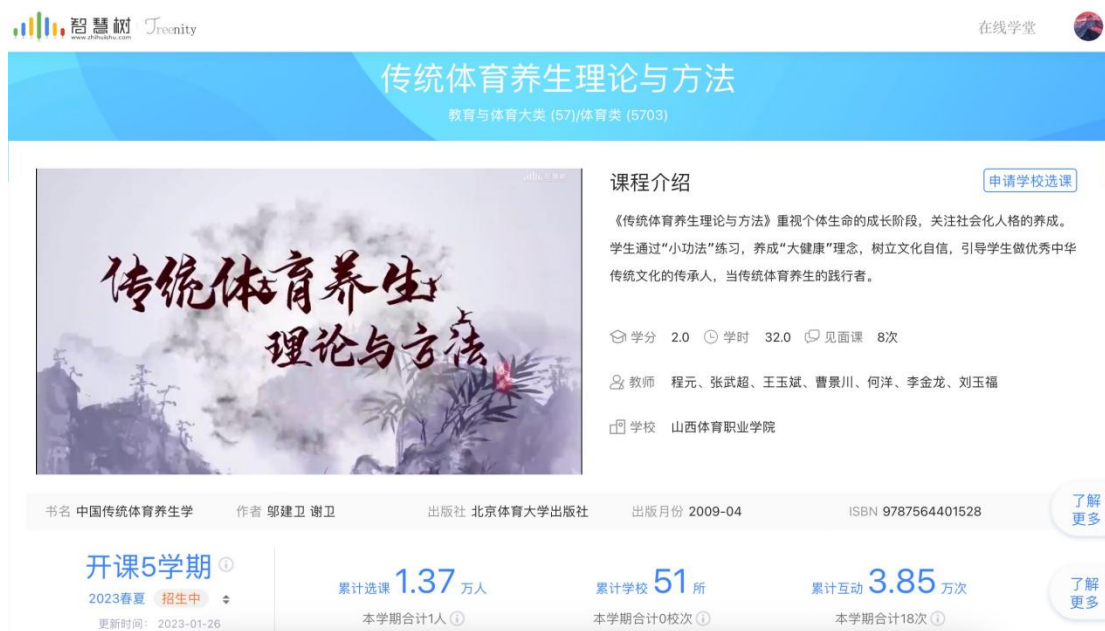 智慧树 Treenity
www.zhihuishu.com
在线学堂
传统体育养生理论与方法
教育与体育大类 (57)/体育类 (5703)
传统体育养生
理论与方法
课程介绍
申请学校选课
《传统体育养生理论与方法》重视个体生命的成长阶段，关注社会化人格的养成。
学生通过“小功法”练习，养成“大健康”理念，树立文化自信，引导学生做优秀中华
传统文化的传承人，当传统体育养生的践行者。
学分 2.0 学时 32.0 见面课 8次
教师 程元、张武超、王玉斌、曹景川、何洋、李金龙、刘玉福
学校 山西体育职业学院
书名 中国传统体育养生学 作者 邬建卫 谢卫 出版社 北京体育大学出版社 出版月份 2009-04 ISBN 9787564401528
了解
更多
开课5学期
2023春夏 招生中
更新时间： 2023-01-26
累计选课 1.37 万人
本学期合计1人
累计学校 51 所
本学期合计0校次
累计互动 3.85 万次
本学期合计18次
了解
更多